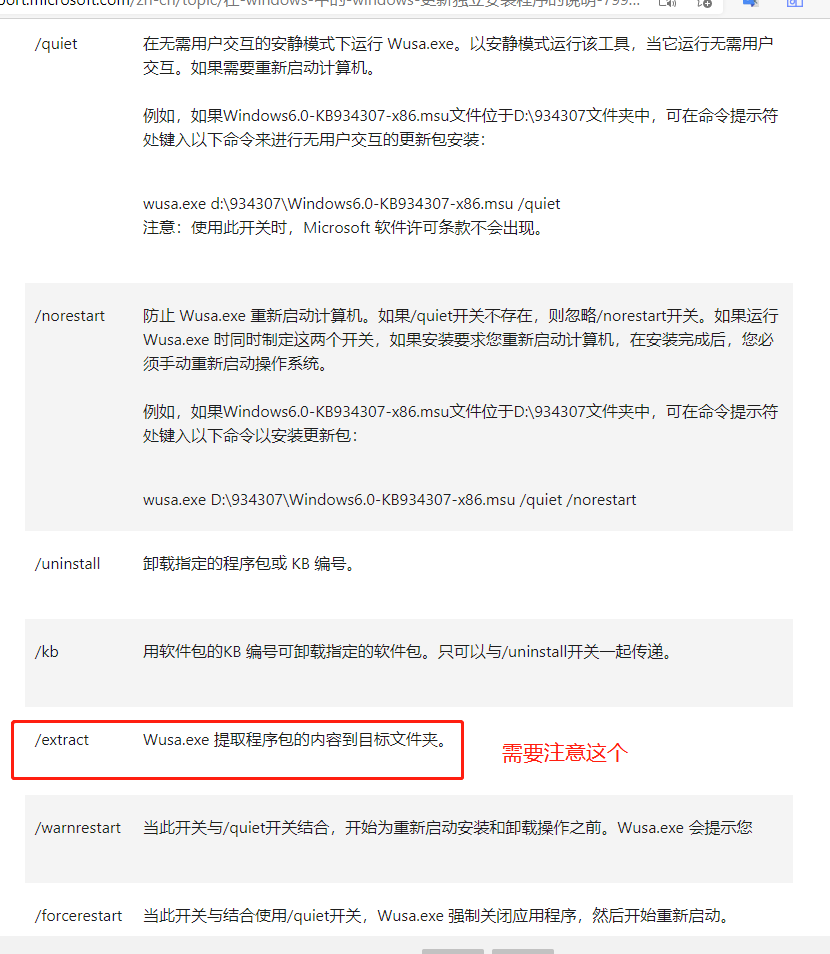 port.microsoft.com/zh-cn/topic/在-windows-中的-windows-更新独立安装程序的说明-799...
/quiet 在无需用户交互的安静模式下运行 Wusa.exe。以安静模式运行该工具，当它运行无需用户
交互。如果需要重新启动计算机。
例如，如果Windows6.0-KB934307-x86.msu文件位于D:\934307文件夹中，可在命令提示符
处键入以下命令来进行无用户交互的更新包安装：
wusa.exe d:\934307\Windows6.0-KB934307-x86.msu /quiet
注意：使用此开关时，Microsoft 软件许可条款不会出现。
/norestart 防止 Wusa.exe 重新启动计算机。如果/quiet开关不存在，则忽略/norestart开关。如果运行
Wusa.exe 时同时制定这两个开关，如果安装要求您重新启动计算机，在安装完成后，您必
须手动重新启动操作系统。
例如，如果Windows6.0-KB934307-x86.msu文件位于D:\934307文件夹中，可在命令提示符
处键入以下命令以安装更新包：
wusa.exe D:\934307\Windows6.0-KB934307-x86.msu /quiet /norestart
/uninstall 卸载指定的程序包或 KB 编号。
/kb 用软件包的KB 编号可卸载指定的软件包。只可以与/uninstall开关一起传递。
/extract Wusa.exe 提取程序包的内容到目标文件夹。 需要注意这个
/warnrestart 当此开关与/quiet开关结合，开始为重新启动安装和卸载操作之前。Wusa.exe 会提示您
/forcerestart 当此开关与结合使用/quiet开关，Wusa.exe 强制关闭应用程序，然后开始重新启动。